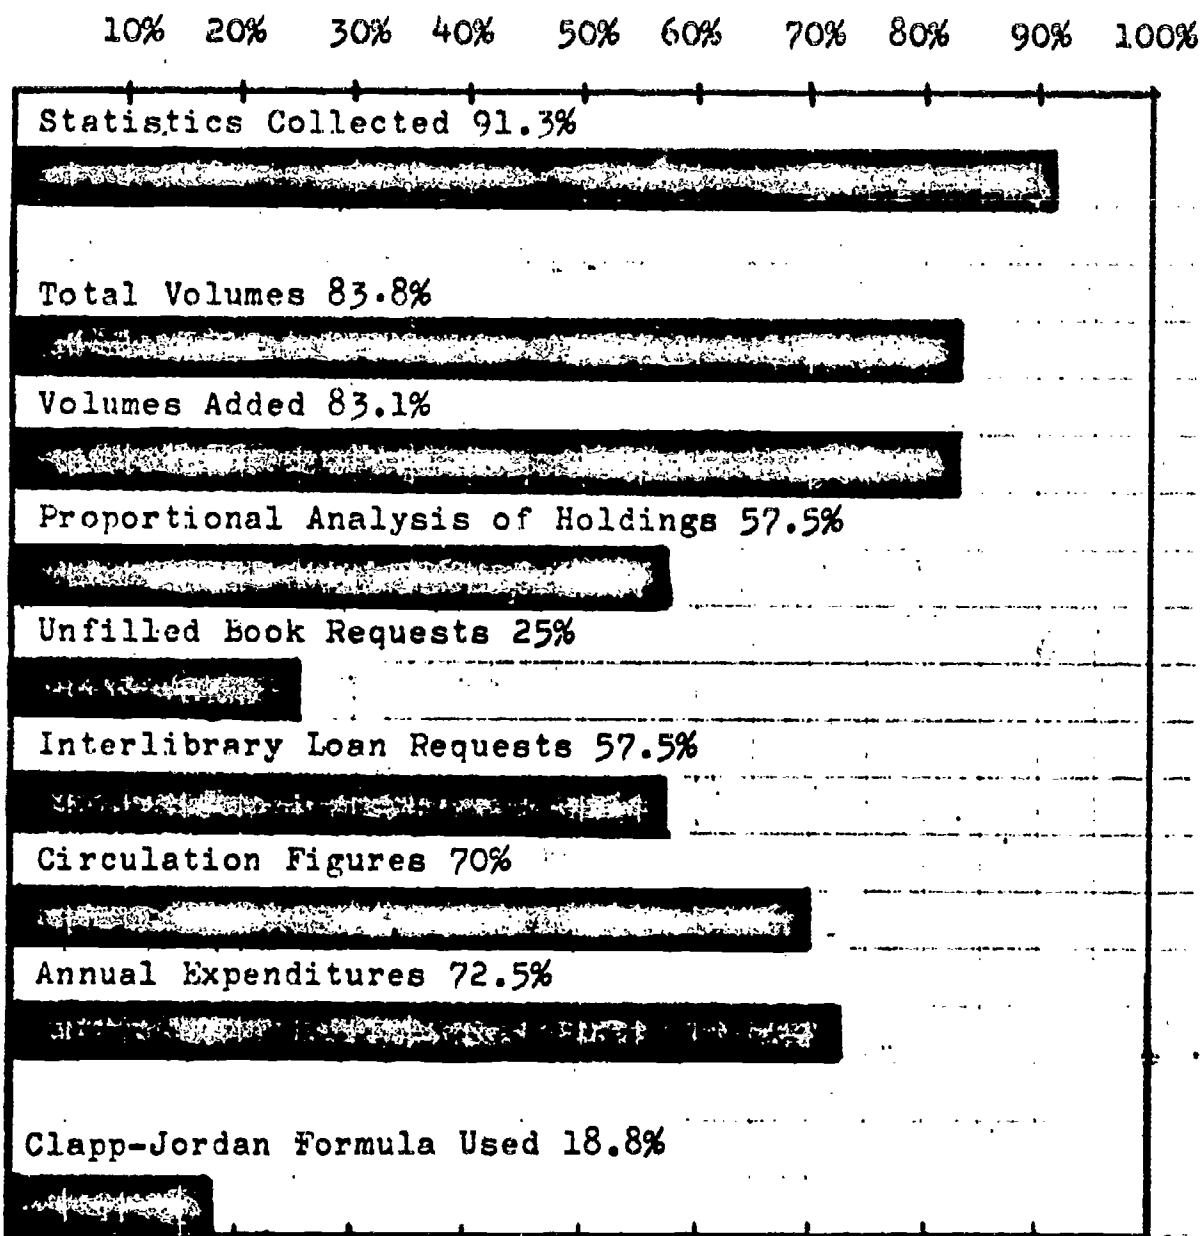 10% 20% 30% 40% 50% 60% 70% 80% 90% 100%
Statistics Collected 91.3%
Total Volumes 83.8%
Volumes Added 83.1%
Proportional Analysis of Holdings 57.5%
Unfilled Book Requests 25%
Interlibrary Loan Requests 57.5%
Circulation Figures 70%
Annual Expenditures 72.5%
Clapp-Jordan Formula Used 18.8%